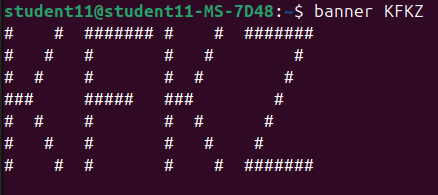 student11@student11-MS-7D48:~$ banner KFKZ
#    #  ####### #    #  #######
#   #   #       #   #        #
#  #    #       #  #        #
###     #####   ###        #
#  #    #       #  #      #
#   #   #       #   #    #
#    #  #       #    #  #######